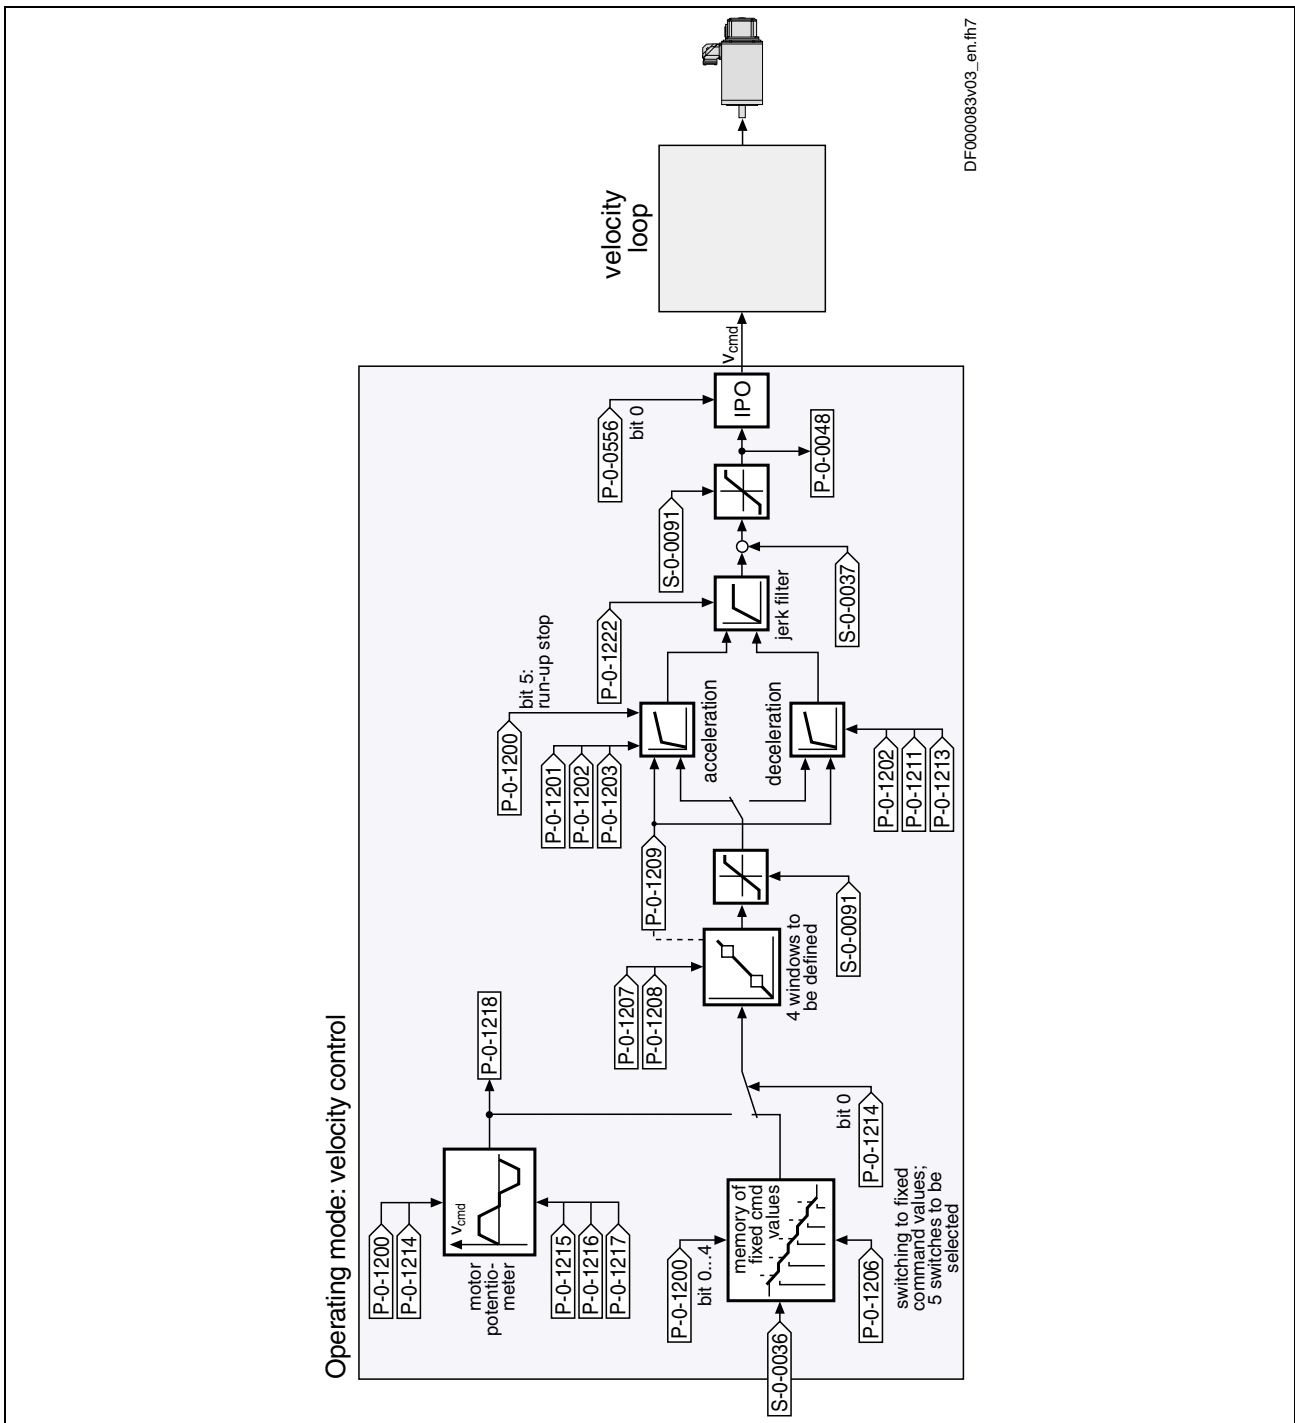 Operating mode: velocity control
P-0-1200
P-0-1214
vcmd
motor
potentio-
meter
P-0-1215
P-0-1216
P-0-1217
P-0-1218
P-0-1200
bit 0...4
memory of
fixed cmd
values
S-0-0036
P-0-1206
switching to fixed
command values;
5 switches to be
selected
bit 0
P-0-1214
P-0-1207
P-0-1208
4 windows to
be defined
P-0-1209
S-0-0091
P-0-1200
bit 5:
run-up stop
P-0-1201
P-0-1202
P-0-1203
acceleration
deceleration
P-0-1202
P-0-1211
P-0-1213
P-0-1222
jerk filter
S-0-0037
S-0-0091
P-0-0048
P-0-0556
bit 0
IPO
vcmd
velocity
loop
DF000083v03_en.fh7